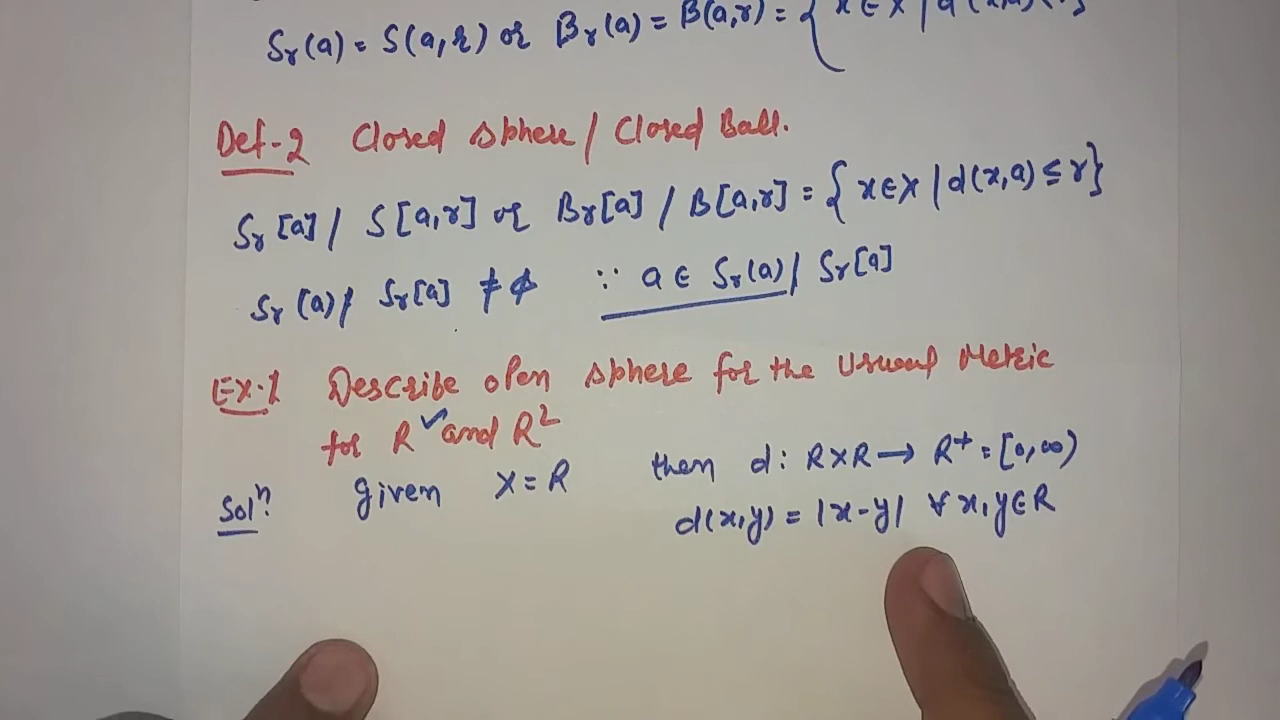 Sr(a) = S(a,r) or Br(a) = B(a,r) = { x ∈ X |
Def-2 Closed Sphere / Closed Ball.
Sr[a] / S[a,r] or Br[a] / B[a,r] = { x ∈ X | d(x,a) ≤ r }
Sr(a) / Sr[a] ≠ φ ∵ a ∈ Sr(a) / Sr[a]
Ex.1 Describe open sphere for the Usual Metric
for R ✓ and R²
Solⁿ: given X = R then d : R×R → R⁺ = [0,∞)
d(x,y) = |x-y| ∀ x,y ∈ R